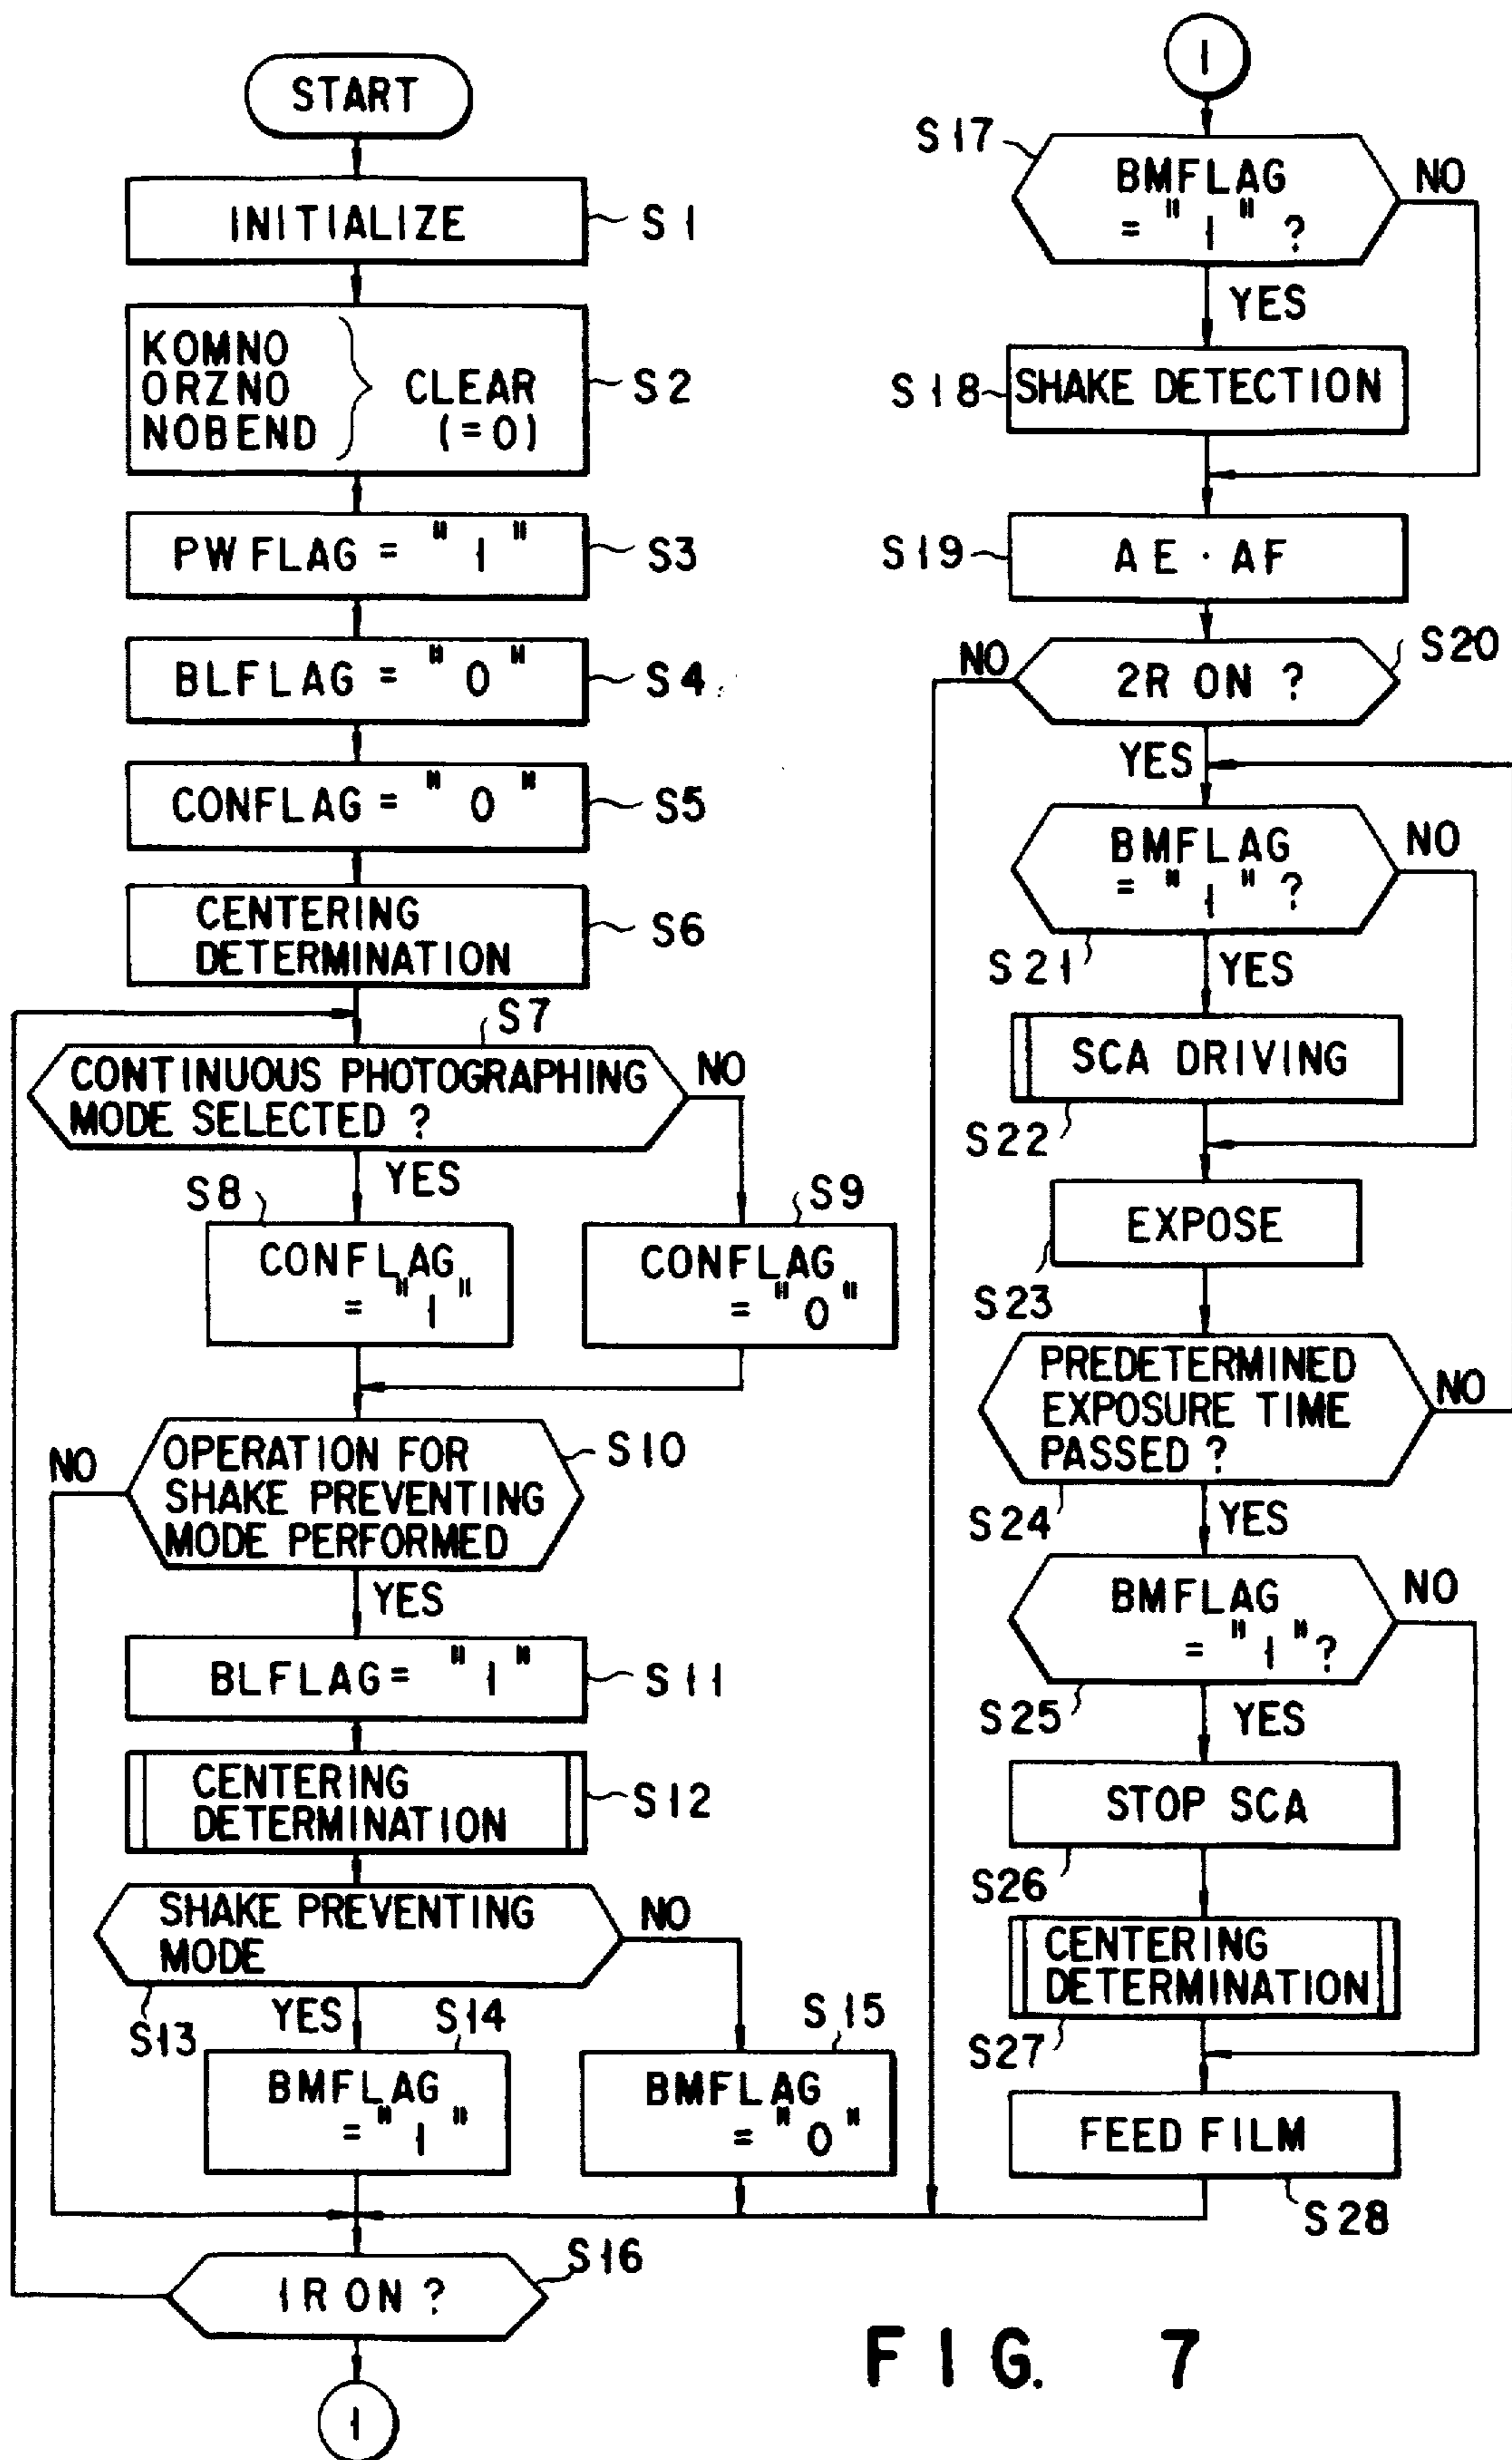 START
INITIALIZE
S1
KOMNO
ORZNO
NOBEND
CLEAR
(=0)
S2
PWFLAG = "1"
S3
BLFLAG = "0"
S4
CONFLAG = "0"
S5
CENTERING
DETERMINATION
S6
S7
CONTINUOUS PHOTOGRAPHING
MODE SELECTED ?
NO
YES
S8
CONFLAG
= "1"
S9
CONFLAG
= "0"
NO
OPERATION FOR
SHAKE PREVENTING
MODE PERFORMED
S10
YES
BLFLAG = "1"
S11
CENTERING
DETERMINATION
S12
SHAKE PREVENTING
MODE
NO
S13
YES
S14
BMFLAG
= "1"
S15
BMFLAG
= "0"
S16
1R ON ?
1
1
S17
BMFLAG
= "1" ?
NO
YES
S18
SHAKE DETECTION
S19
AE · AF
S20
NO
2R ON ?
YES
BMFLAG
= "1" ?
NO
S21
YES
SCA DRIVING
S22
EXPOSE
S23
PREDETERMINED
EXPOSURE TIME
PASSED ?
NO
S24
YES
BMFLAG
= "1" ?
NO
S25
YES
STOP SCA
S26
CENTERING
DETERMINATION
S27
FEED FILM
S28
FIG. 7